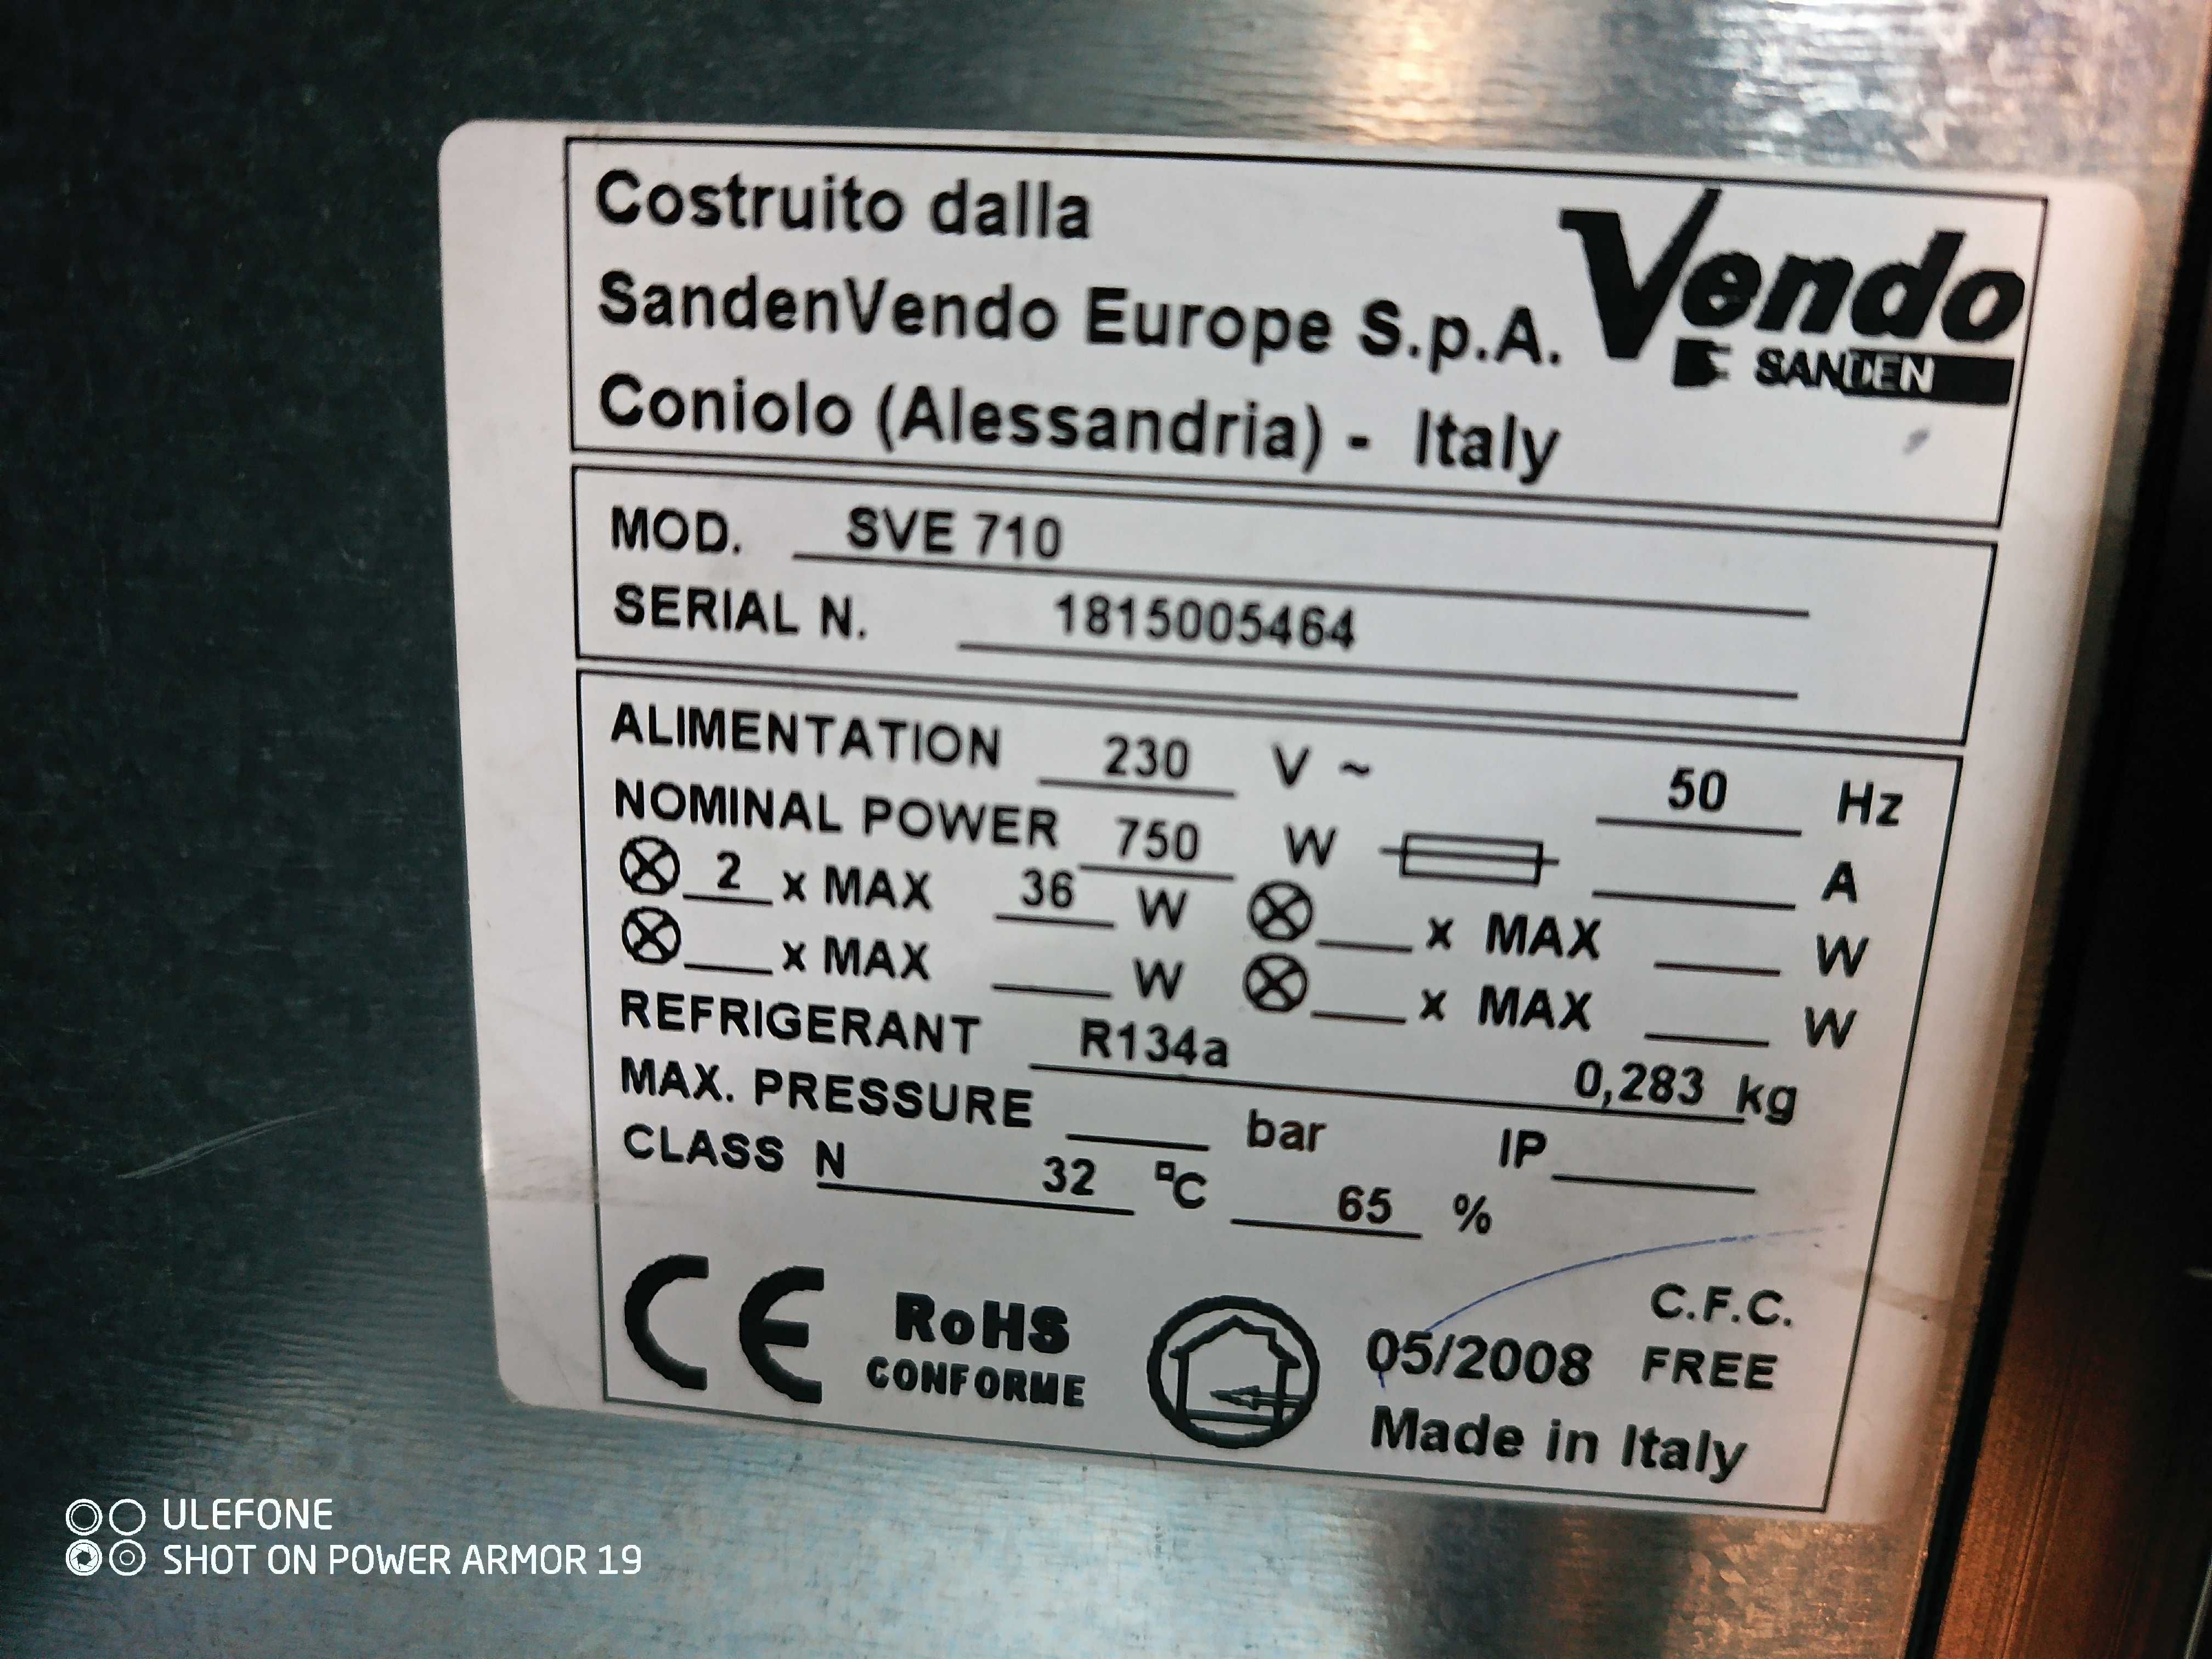 Costruito dalla
SandenVendo Europe S.p.A.
Coniolo (Alessandria) - Italy
Vendo
SANDEN
MOD. SVE 710
SERIAL N. 1815005464
ALIMENTATION 230 V ~ 50 Hz
NOMINAL POWER 750 W A
2 x MAX 36 W x MAX W
x MAX W x MAX W
REFRIGERANT R134a 0,283 kg
MAX. PRESSURE bar IP
CLASS N 32 °C 65 %
CE
RoHS
CONFORME
C.F.C.
05/2008 FREE
Made in Italy
ULEFONE
SHOT ON POWER ARMOR 19